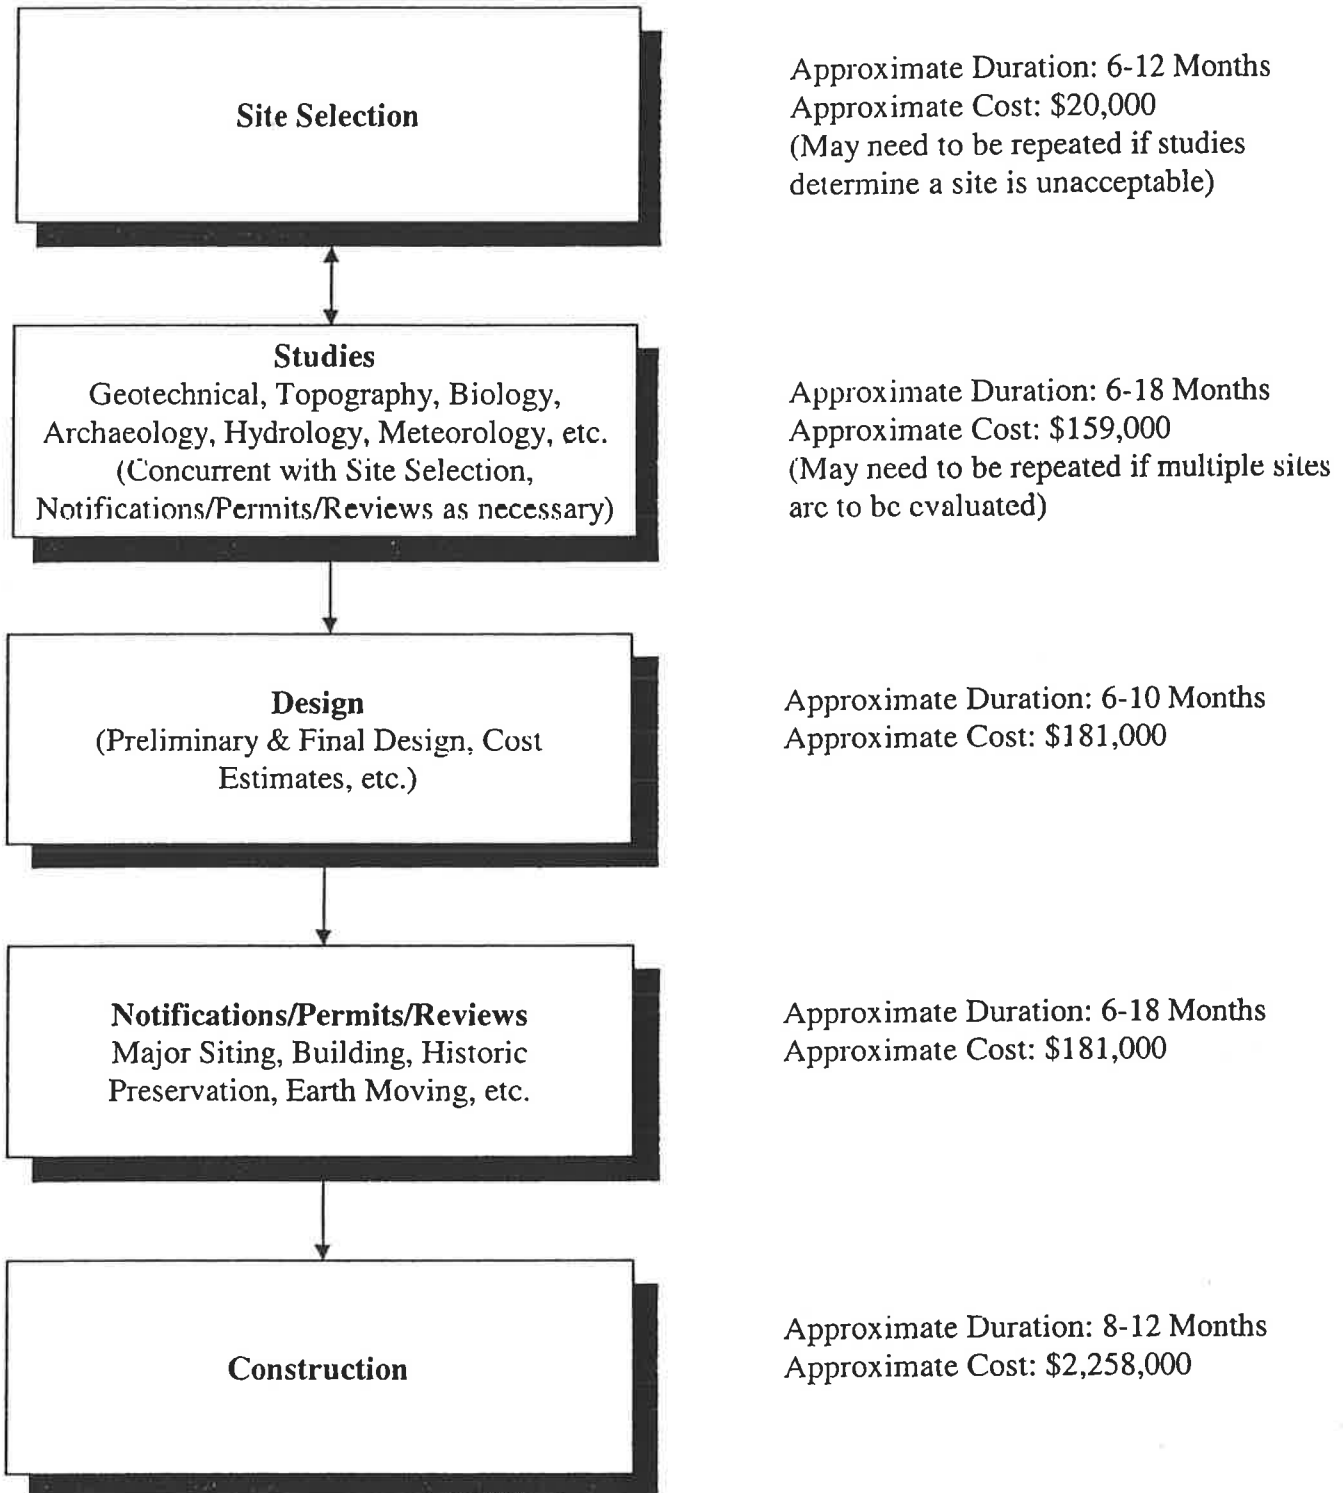 Site Selection
Approximate Duration: 6-12 Months
Approximate Cost: $20,000
(May need to be repeated if studies
determine a site is unacceptable)
Studies
Geotechnical, Topography, Biology,
Archaeology, Hydrology, Meteorology, etc.
(Concurrent with Site Selection,
Notifications/Permits/Reviews as necessary)
Approximate Duration: 6-18 Months
Approximate Cost: $159,000
(May need to be repeated if multiple sites
are to be evaluated)
Design
(Preliminary & Final Design, Cost
Estimates, etc.)
Approximate Duration: 6-10 Months
Approximate Cost: $181,000
Notifications/Permits/Reviews
Major Siting, Building, Historic
Preservation, Earth Moving, etc.
Approximate Duration: 6-18 Months
Approximate Cost: $181,000
Construction
Approximate Duration: 8-12 Months
Approximate Cost: $2,258,000